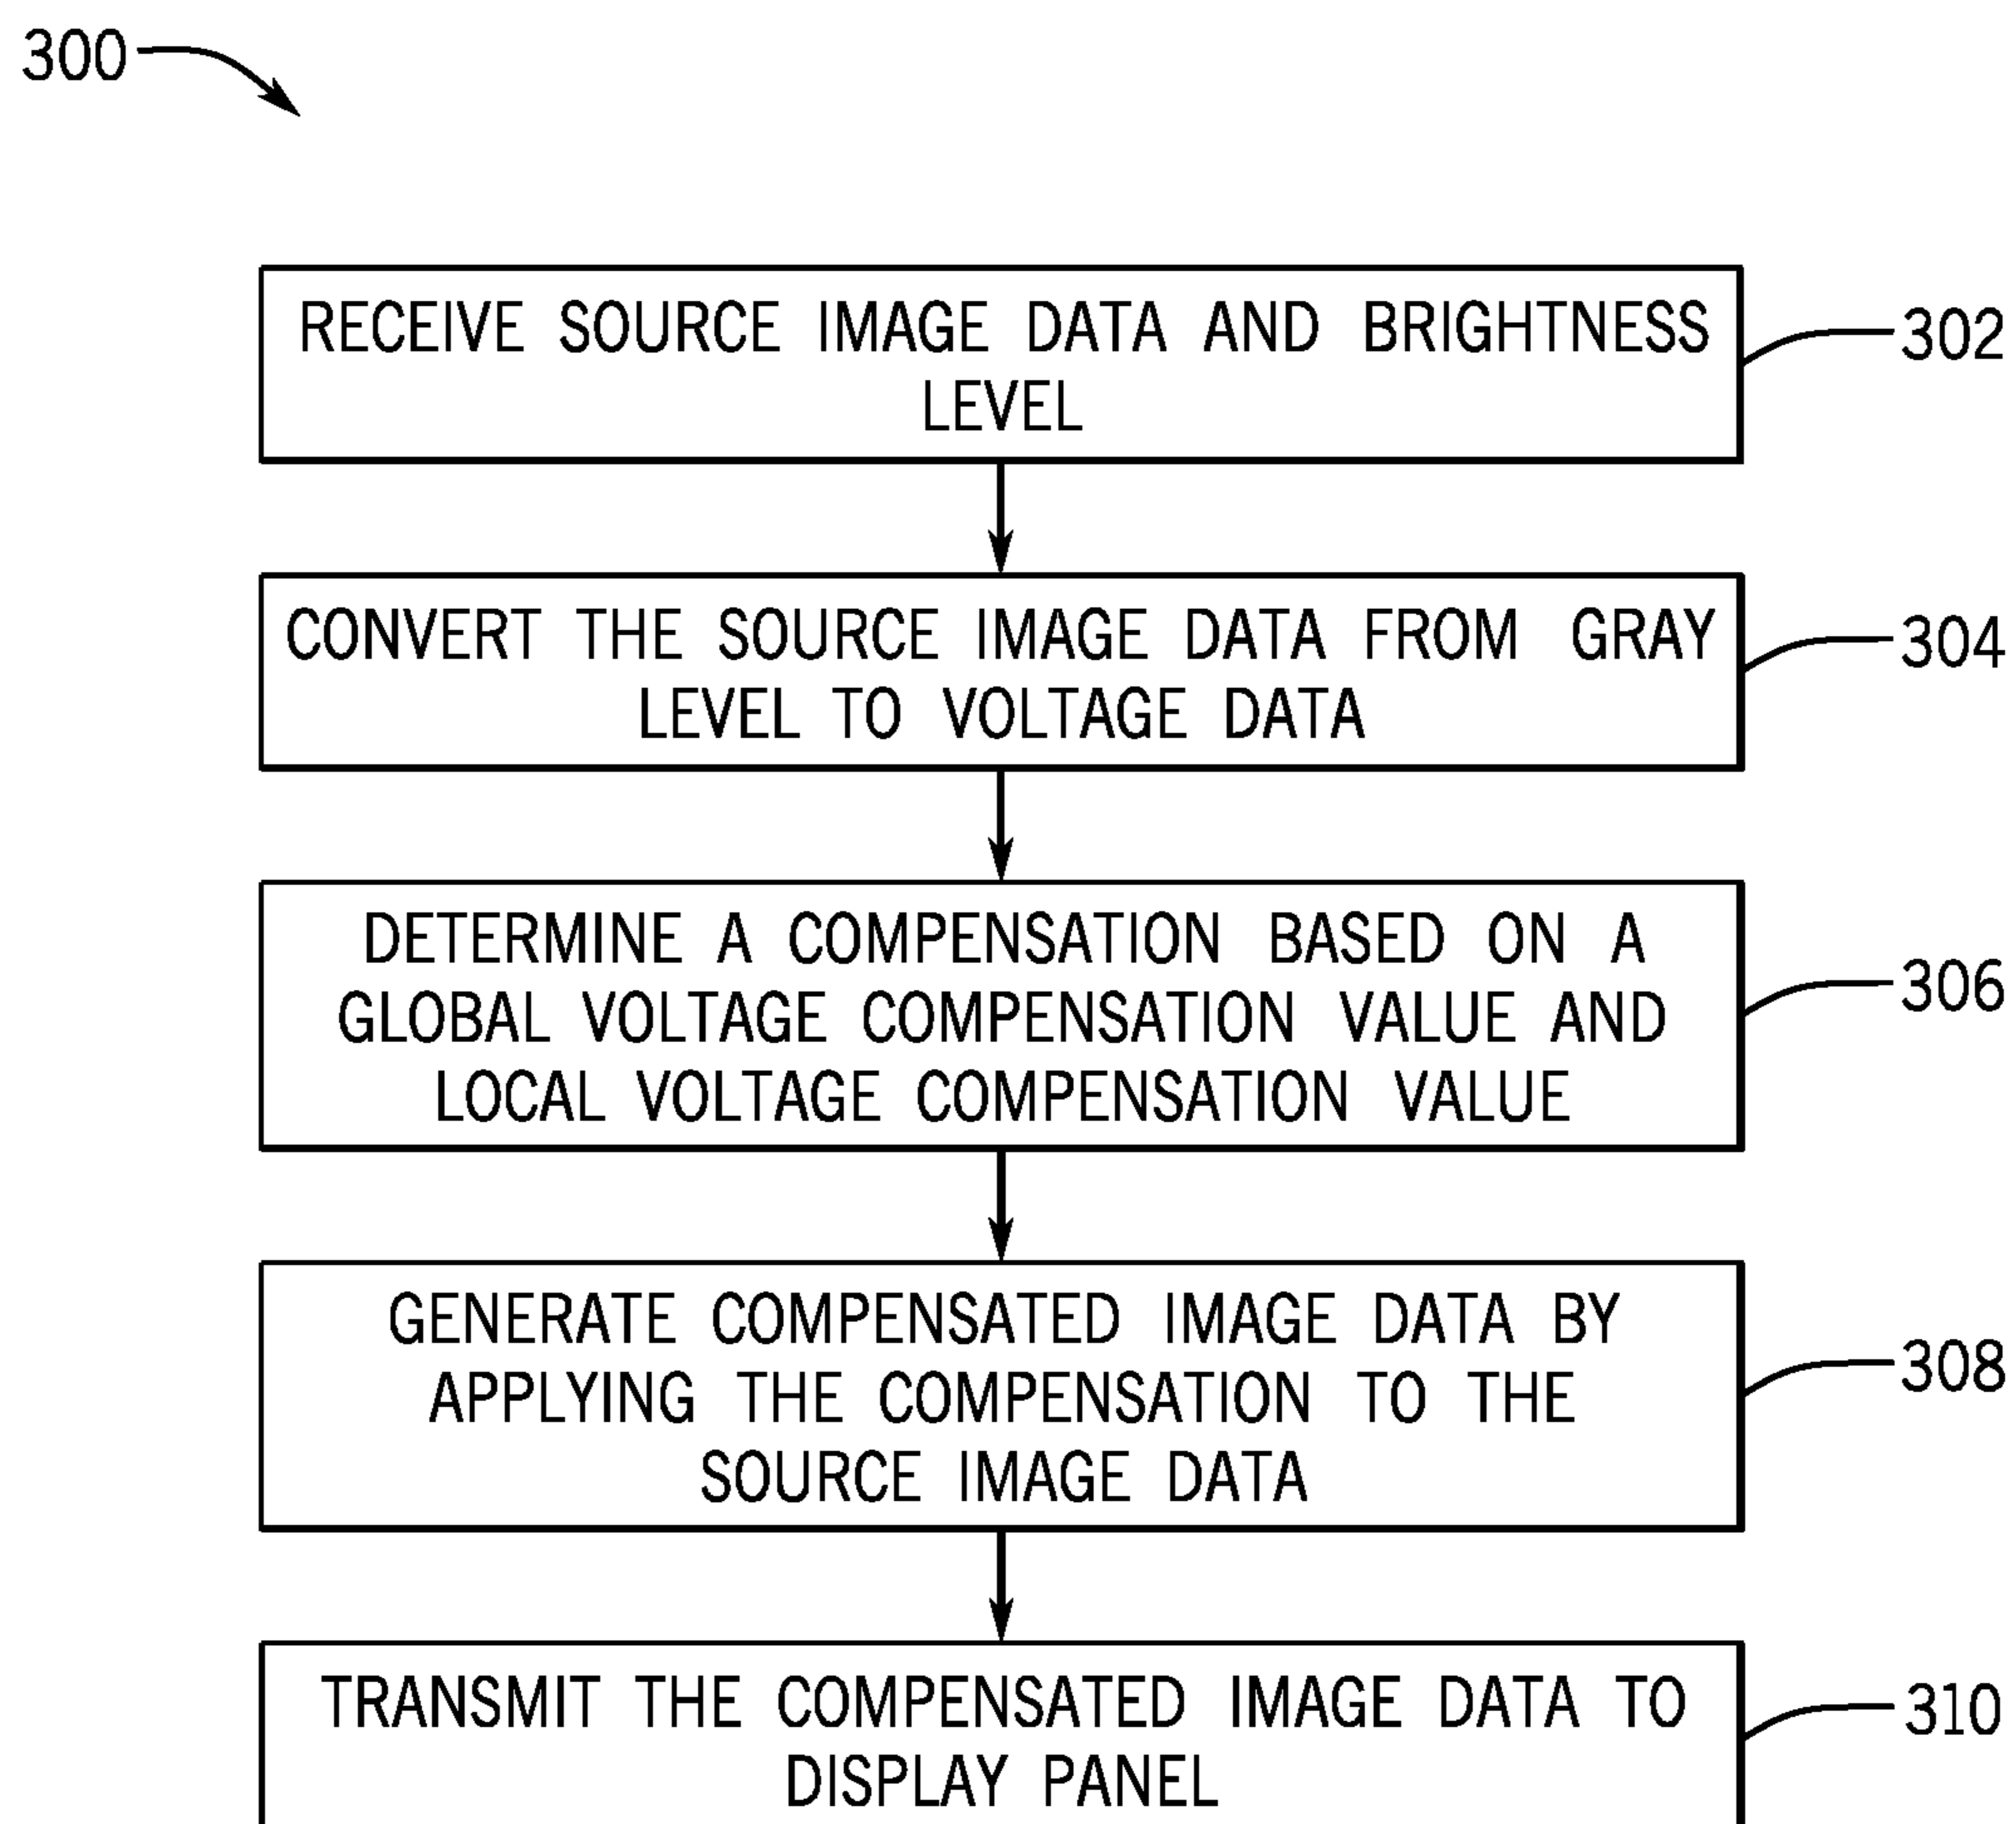 300
RECEIVE SOURCE IMAGE DATA AND BRIGHTNESS
LEVEL
302
CONVERT THE SOURCE IMAGE DATA FROM GRAY
LEVEL TO VOLTAGE DATA
304
DETERMINE A COMPENSATION BASED ON A
GLOBAL VOLTAGE COMPENSATION VALUE AND
LOCAL VOLTAGE COMPENSATION VALUE
306
GENERATE COMPENSATED IMAGE DATA BY
APPLYING THE COMPENSATION TO THE
SOURCE IMAGE DATA
308
TRANSMIT THE COMPENSATED IMAGE DATA TO
DISPLAY PANEL
310